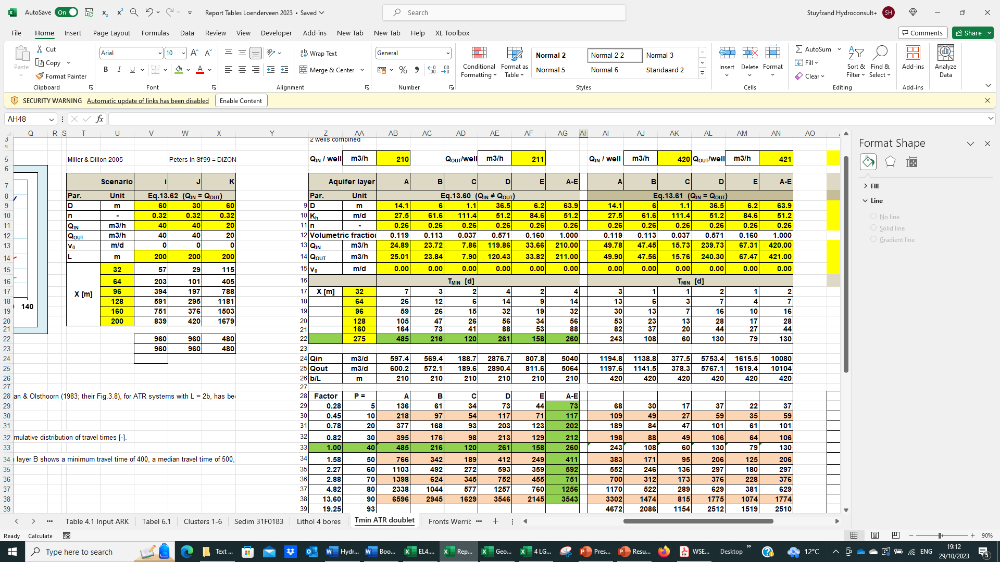 AutoSave On Report Tables Loenderveen 2023 • Saved Search Stuyfzand Hydroconsult+ SH
File Home Insert Page Layout Formulas Data Review View Developer Add-ins New Tab New Tab Help XL Toolbox Comments Share
Paste Cut Copy Format Painter Clipboard
Arial 10 B I U Font
Wrap Text Merge & Center Alignment
General Number
Conditional Formatting Format as Table
Normal 2 Normal 2 2 Normal 3
Normal 5 Normal 6 Standaard 2
Styles
Insert Delete Format Cells
AutoSum Fill Clear Sort & Filter Find & Select Editing
Add-ins Add-ins Analyze Data
SECURITY WARNING Automatic update of links has been disabled Enable Content
AH48 fx
Q R S T U V W X Y Z AA AB AC AD AE AF AG AH AI AJ AK AL AM AN AO
3 2 wells combined
4
5 Miller & Dillon 2005 Peters in St'99 = DiZON QIN / well m3/h 210 QOUT/well m3/h 211 QIN / well m3/h 420 QOUT/well m3/h 421
6
7 Scenario i J K Aquifer layer A B C D E A-E A B C D E A-E
8 Par. Unit Eq.13.62 (QIN = QOUT) Par. Unit Eq.13.60 (QIN ≠ QOUT) Eq.13.61 (QIN = QOUT)
9 D m 60 30 60 9 D m 14.1 6 1.1 36.5 6.2 63.9 14.1 6 1.1 36.5 6.2 63.9
10 n - 0.32 0.32 0.32 10 Kh m/d 27.5 61.6 111.4 51.2 84.6 51.2 27.5 61.6 111.4 51.2 84.6 51.2
11 QIN m3/h 40 40 20 11 n - 0.26 0.26 0.26 0.26 0.26 0.26 0.26 0.26 0.26 0.26 0.26 0.26
12 QOUT m3/h 40 40 20 12 Volumetric fraction 0.119 0.113 0.037 0.571 0.160 1.000 0.119 0.113 0.037 0.571 0.160 1.000
13 v0 m/d 0 0 0 13 QIN m3/h 24.89 23.72 7.86 119.86 33.66 210.00 49.78 47.45 15.73 239.73 67.31 420.00
14 L m 200 200 200 14 QOUT m3/h 25.01 23.84 7.90 120.43 33.82 211.00 49.90 47.56 15.76 240.30 67.47 421.00
15 32 57 29 115 15 v0 m/d 0.00 0.00 0.00 0.00 0.00 0.00 0.00 0.00 0.00 0.00 0.00 0.00
16 64 203 101 405 16 TMIN [d] TMIN [d]
17 X [m] 96 394 197 788 17 X [m] 32 7 3 2 4 2 4 3 1 1 2 1 2
18 140 128 591 295 1181 18 64 26 12 6 14 9 14 13 6 3 7 4 7
19 160 751 376 1503 19 96 59 26 15 32 19 32 30 13 7 16 10 16
20 200 839 420 1679 20 128 105 47 26 56 34 56 53 23 13 28 17 28
21 21 160 164 73 41 88 53 88 82 37 20 44 27 44
22 960 960 480 22 275 485 216 120 261 158 260 243 108 60 130 79 130
23 960 960 480 23
24 24 Qin m3/d 597.4 569.4 188.7 2876.7 807.8 5040 1194.8 1138.8 377.5 5753.4 1615.5 10080
25 25 Qout m3/d 600.2 572.1 189.6 2890.4 811.6 5064 1197.6 1141.5 378.3 5767.1 1619.4 10104
26 26 b/L m 210 210 210 210 210 210 420 420 420 420 420 420
27 27
28 an & Olsthoorn (1983; their Fig.3.8), for ATR systems with L = 2b, has bee 28 Factor P = A B C D E A-E
29 29 0.28 5 136 61 34 73 44 73 68 30 17 37 22 37
30 30 0.45 10 218 97 54 117 71 117 109 49 27 59 35 59
31 31 0.78 20 377 168 93 203 123 202 189 84 47 101 61 101
32 mulative distribution of travel times [-]. 32 0.82 30 395 176 98 213 129 212 198 88 49 106 64 106
33 33 1.00 40 485 216 120 261 158 260 243 108 60 130 79 130
34 layer B shows a minimum travel time of 400, a median travel time of 500, 34 1.58 50 766 342 189 412 249 411 383 171 95 206 125 206
35 35 2.27 60 1103 492 272 593 359 592 552 246 136 297 180 297
36 36 2.88 70 1398 624 345 752 455 751 700 312 173 376 228 376
37 37 4.82 80 2338 1044 577 1257 760 1256 1170 522 289 629 381 629
38 38 13.60 90 6596 2945 1629 3546 2145 3543 3302 1474 815 1775 1074 1774
39 39 19.25 93 4672 2086 1154 2512 1519 2510
Format Shape
Fill
Line
No line
Solid line
Gradient line
Table 4.1 Input ARK Tabel 6.1 Clusters 1-6 Sedim 31F0183 Lithol 4 bores Tmin ATR doublet Fronts Werrib
Ready Calculate 90%
Type here to search Text ... Hydr... Boo... EL4.... Rep... Geo... 4 LG... Pres... Resu... WSE... Desktop 12°C ENG 19:12
29/10/2023 5